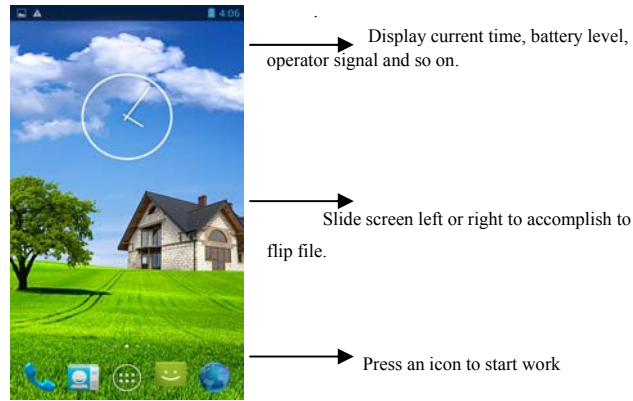 4:06
.
Display current time, battery level,
operator signal and so on.
Slide screen left or right to accomplish to
flip file.
Press an icon to start work